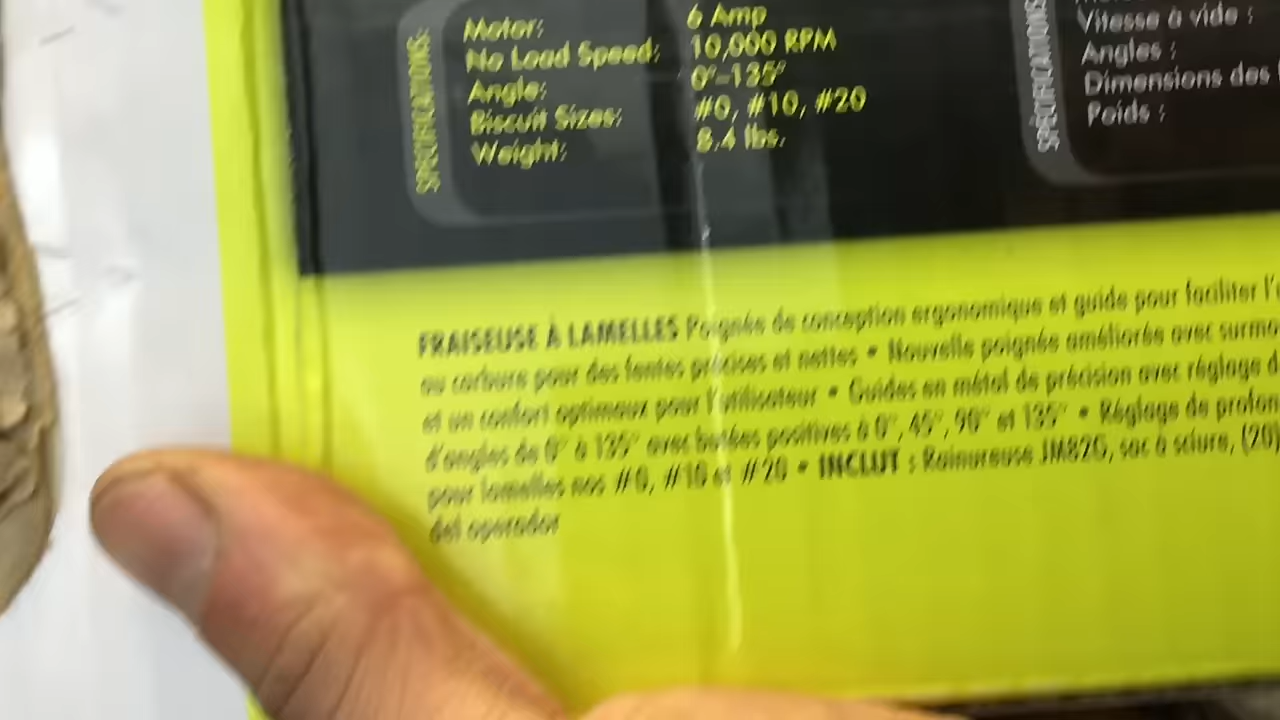 SPECIFICATIONS:
Motor: 6 Amp
No Load Speed: 10,000 RPM
Angle: 0°–135°
Biscuit Sizes: #0, #10, #20
Weight: 8.4 lbs.
SPÉCIFICATIONS
Vitesse à vide :
Angles :
Dimensions des
Poids :
FRAISEUSE À LAMELLES Poignée de conception ergonomique et guide pour faciliter
au carbure pour des fentes précises et nettes • Nouvelle poignée améliorée avec
et un confort optimaux pour l'utilisateur • Guides en métal de précision avec réglage
d'angles de 0° à 135° avec butées positives à 0°, 45°, 90° et 135° • Réglage de
pour lamelles nos #0, #10 et #20 • INCLUT : Rainureuse JM82G, sac à sciure, (20)
del operador